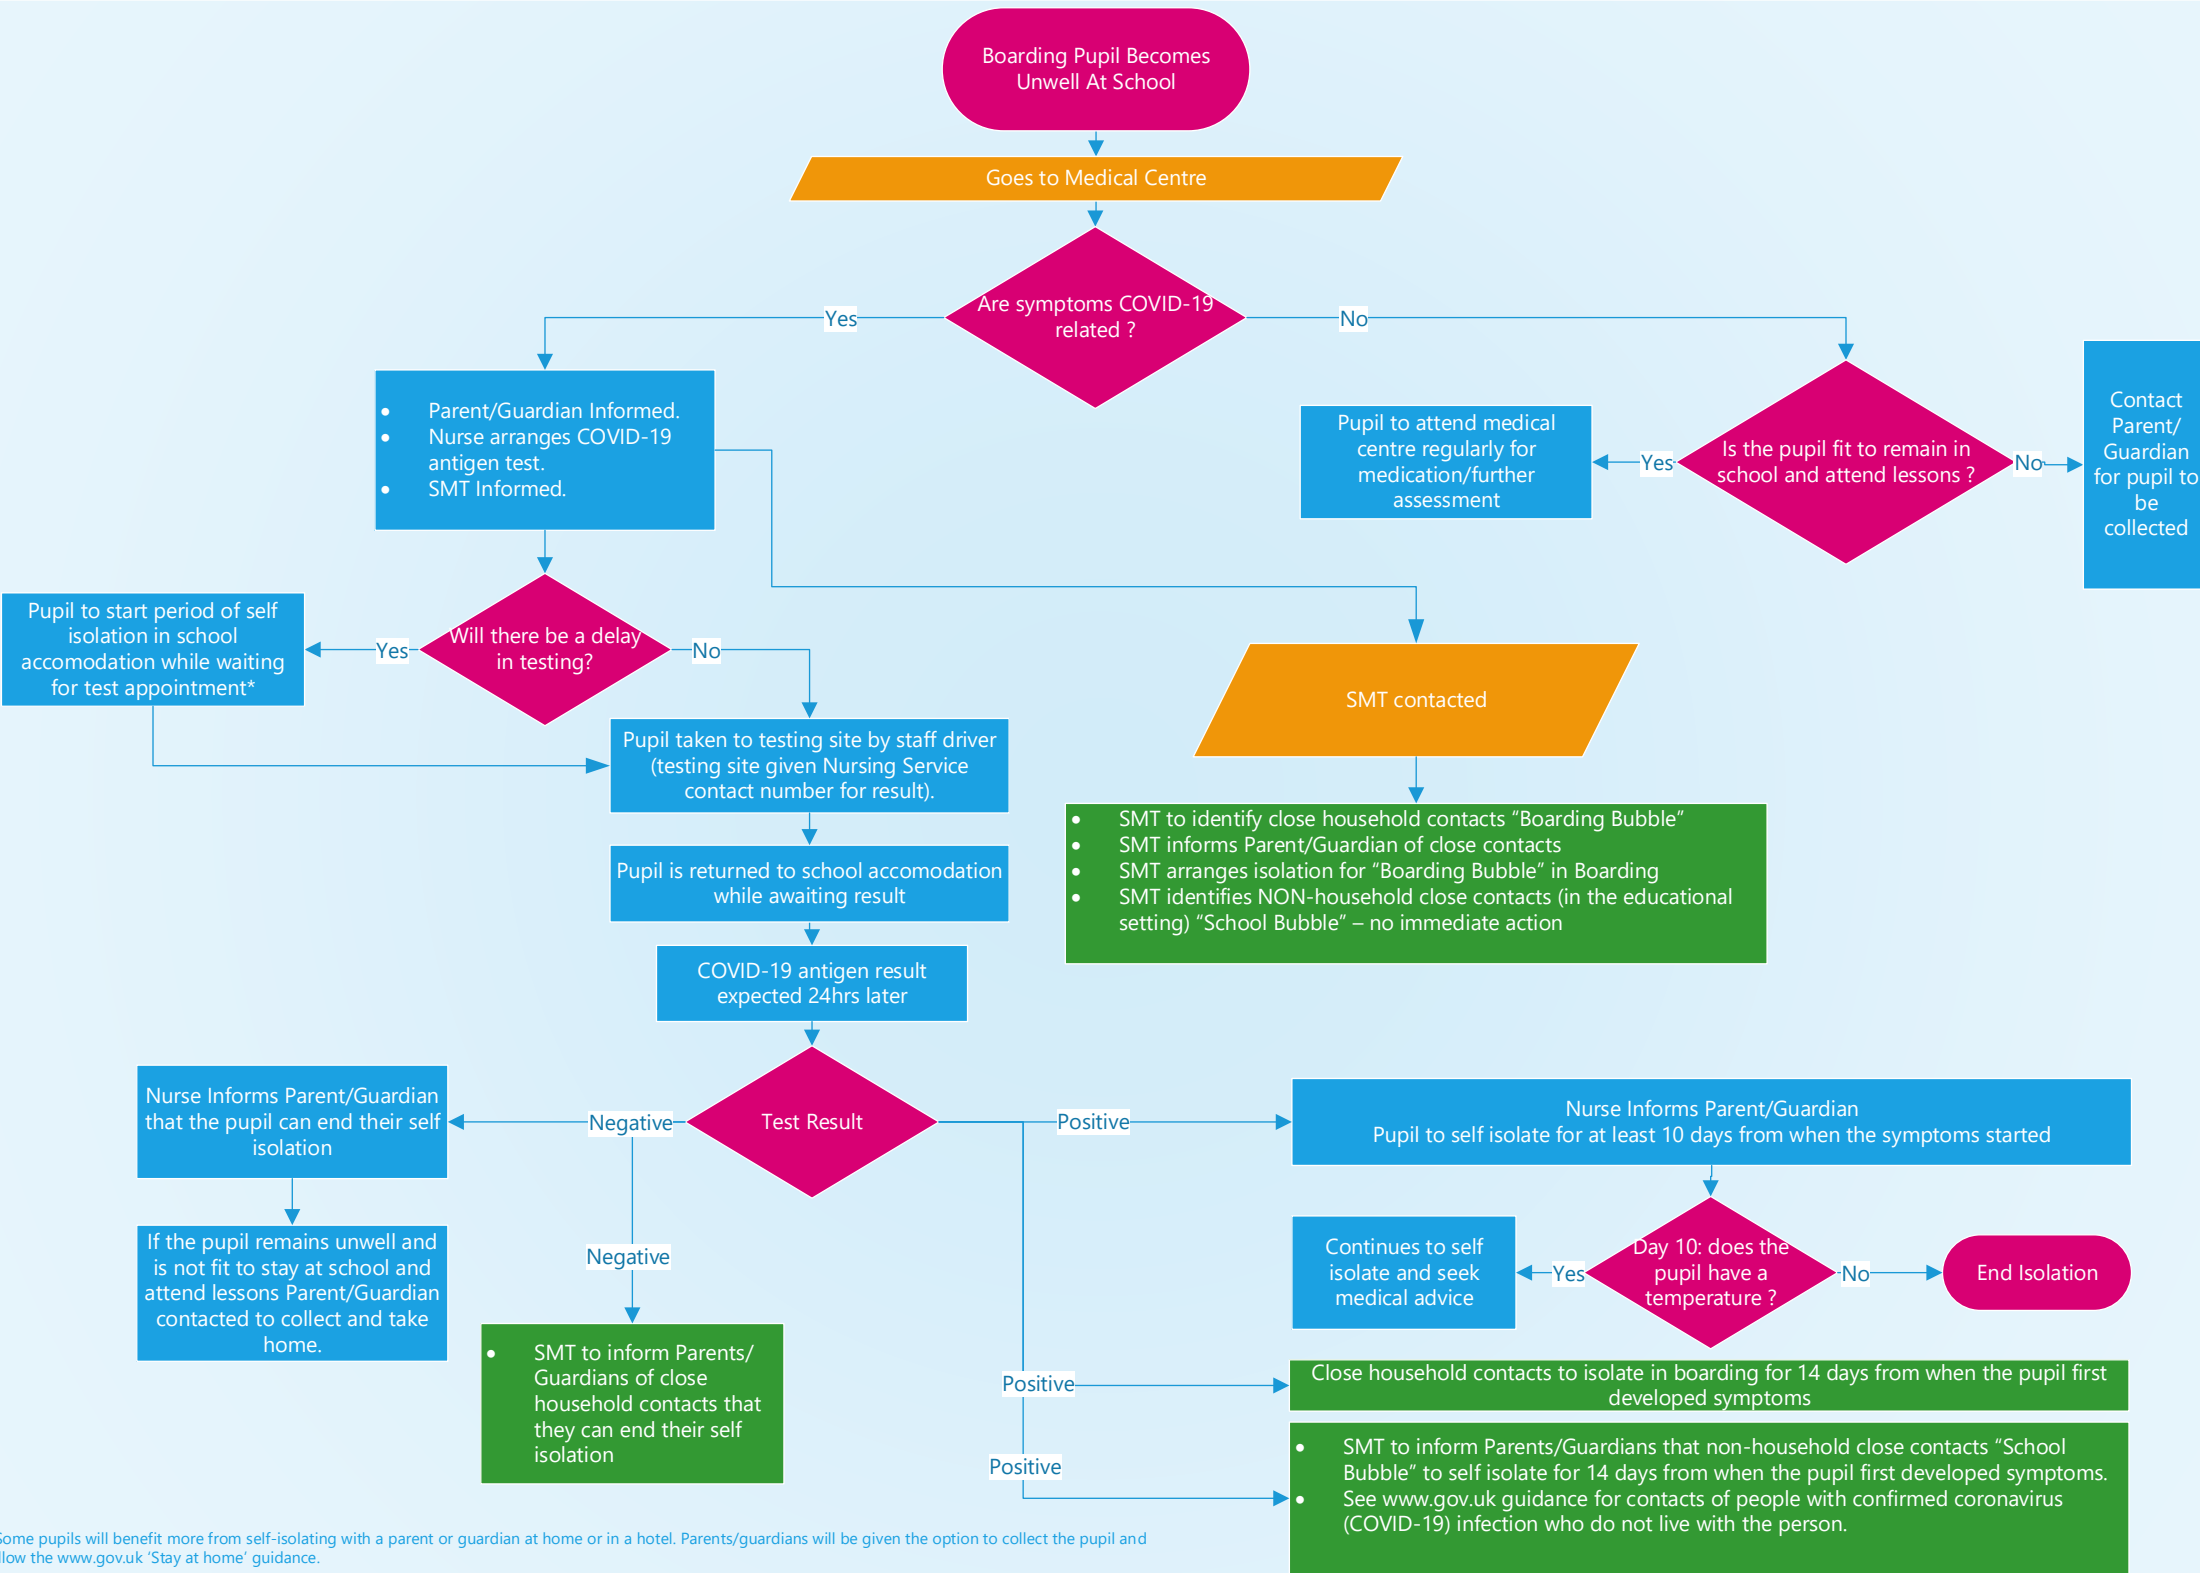 Boarding Pupil Becomes
Unwell At School
Goes to Medical Centre
Are symptoms COVID-19
related ?
Yes
No
• Parent/Guardian Informed.
• Nurse arranges COVID-19
antigen test.
• SMT Informed.
Pupil to attend medical
centre regularly for
medication/further
assessment
Yes
Is the pupil fit to remain in
school and attend lessons ?
No
Contact
Parent/
Guardian
for pupil to
be
collected
Pupil to start period of self
isolation in school
accomodation while waiting
for test appointment*
Yes
Will there be a delay
in testing?
No
SMT contacted
Pupil taken to testing site by staff driver
(testing site given Nursing Service
contact number for result).
Pupil is returned to school accomodation
while awaiting result
COVID-19 antigen result
expected 24hrs later
• SMT to identify close household contacts “Boarding Bubble”
• SMT informs Parent/Guardian of close contacts
• SMT arranges isolation for “Boarding Bubble” in Boarding
• SMT identifies NON-household close contacts (in the educational
setting) “School Bubble” – no immediate action
Nurse Informs Parent/Guardian
that the pupil can end their self
isolation
Negative
Test Result
Positive
Nurse Informs Parent/Guardian
Pupil to self isolate for at least 10 days from when the symptoms started
If the pupil remains unwell and
is not fit to stay at school and
attend lessons Parent/Guardian
contacted to collect and take
home.
Negative
• SMT to inform Parents/
Guardians of close
household contacts that
they can end their self
isolation
Continues to self
isolate and seek
medical advice
Yes
Day 10: does the
pupil have a
temperature ?
No
End Isolation
Positive
Close household contacts to isolate in boarding for 14 days from when the pupil first
developed symptoms
Positive
• SMT to inform Parents/Guardians that non-household close contacts “School
Bubble” to self isolate for 14 days from when the pupil first developed symptoms.
• See www.gov.uk guidance for contacts of people with confirmed coronavirus
(COVID-19) infection who do not live with the person.
Some pupils will benefit more from self-isolating with a parent or guardian at home or in a hotel. Parents/guardians will be given the option to collect the pupil and
the www.gov.uk ‘Stay at home’ guidance.